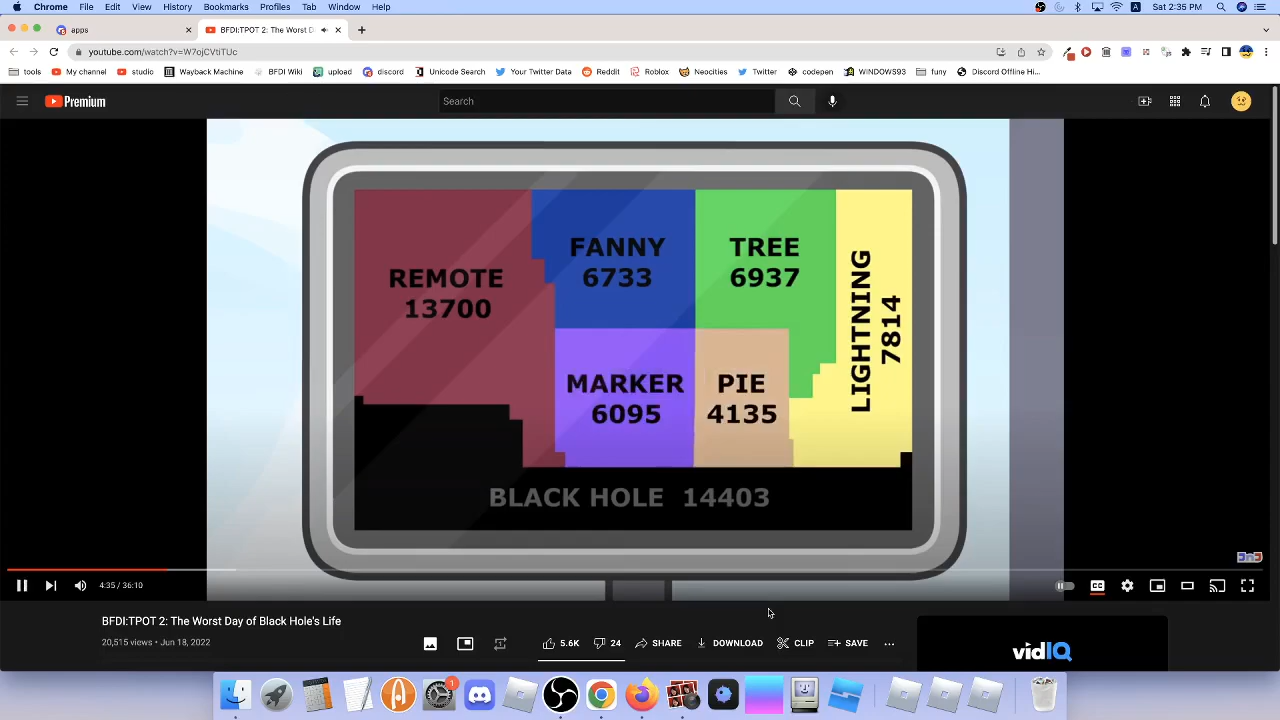 Chrome File Edit View History Bookmarks Profiles Tab Window Help
A Sat 2:35 PM
apps
BFDI:TPOT 2: The Worst D
youtube.com/watch?v=W7ojCVtiTUc
tools My channel studio Wayback Machine BFDI Wiki upload discord Unicode Search Your Twitter Data Reddit Roblox Neocities Twitter codepen WINDOWS93 funy Discord Offline Hi...
Premium
Search
REMOTE
13700
FANNY
6733
TREE
6937
LIGHTNING
7814
MARKER
6095
PIE
4135
BLACK HOLE 14403
4:35 / 36:10
CC
BFDI:TPOT 2: The Worst Day of Black Hole's Life
20,515 views • Jun 18, 2022
5.6K 24 SHARE DOWNLOAD CLIP SAVE
vidIQ
1